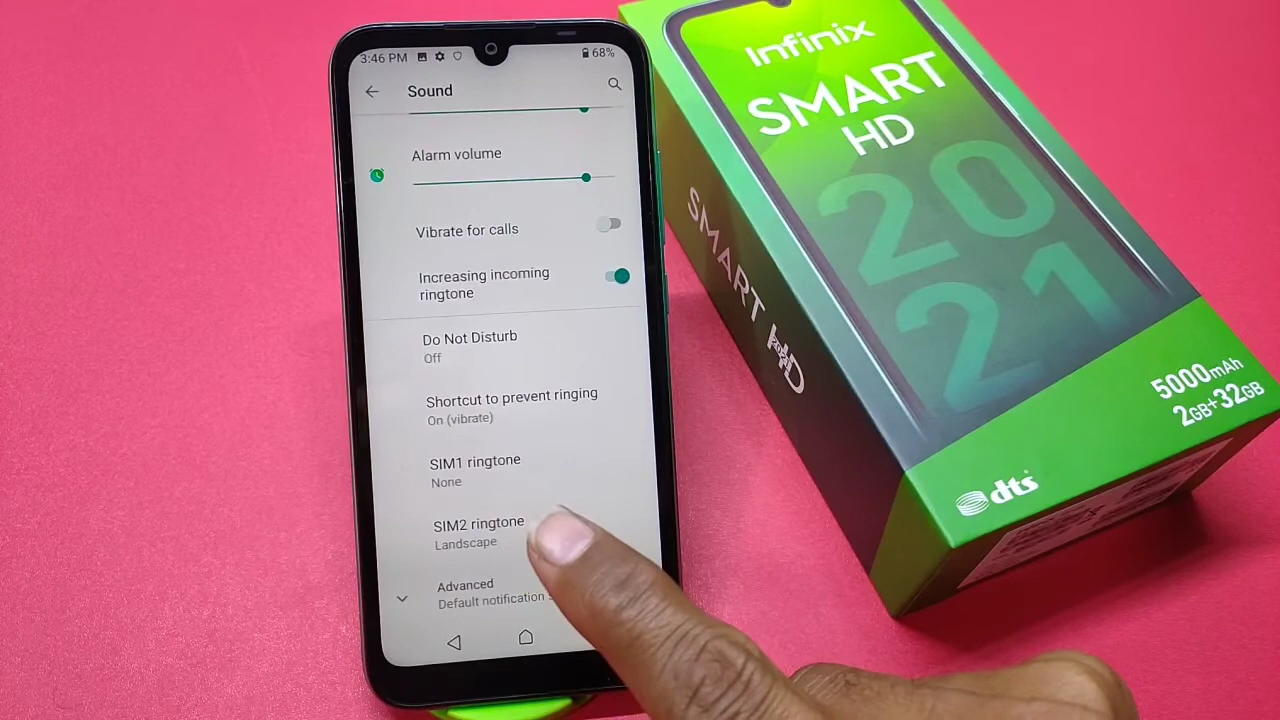 3:46 PM
68%
Sound
Alarm volume
Vibrate for calls
Increasing incoming
ringtone
Do Not Disturb
Off
Shortcut to prevent ringing
On (vibrate)
SIM1 ringtone
None
SIM2 ringtone
Landscape
Advanced
Default notification
Infinix
SMART
HD
20
21
5000mAh
2GB+32GB
dts
SMART HD
2021